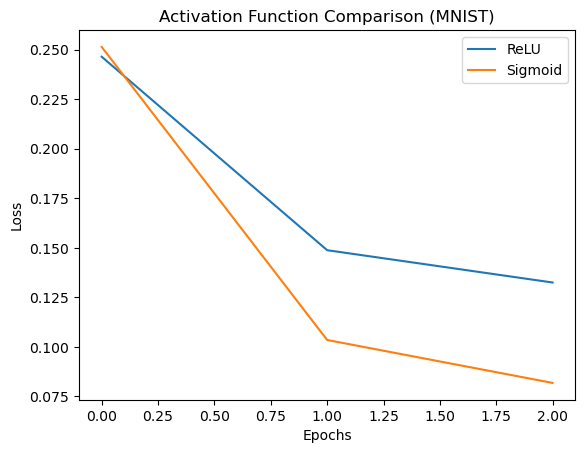 Activation Function Comparison (MNIST)
ReLU
Sigmoid
Loss
0.250
0.225
0.200
0.175
0.150
0.125
0.100
0.075
0.00 0.25 0.50 0.75 1.00 1.25 1.50 1.75 2.00
Epochs